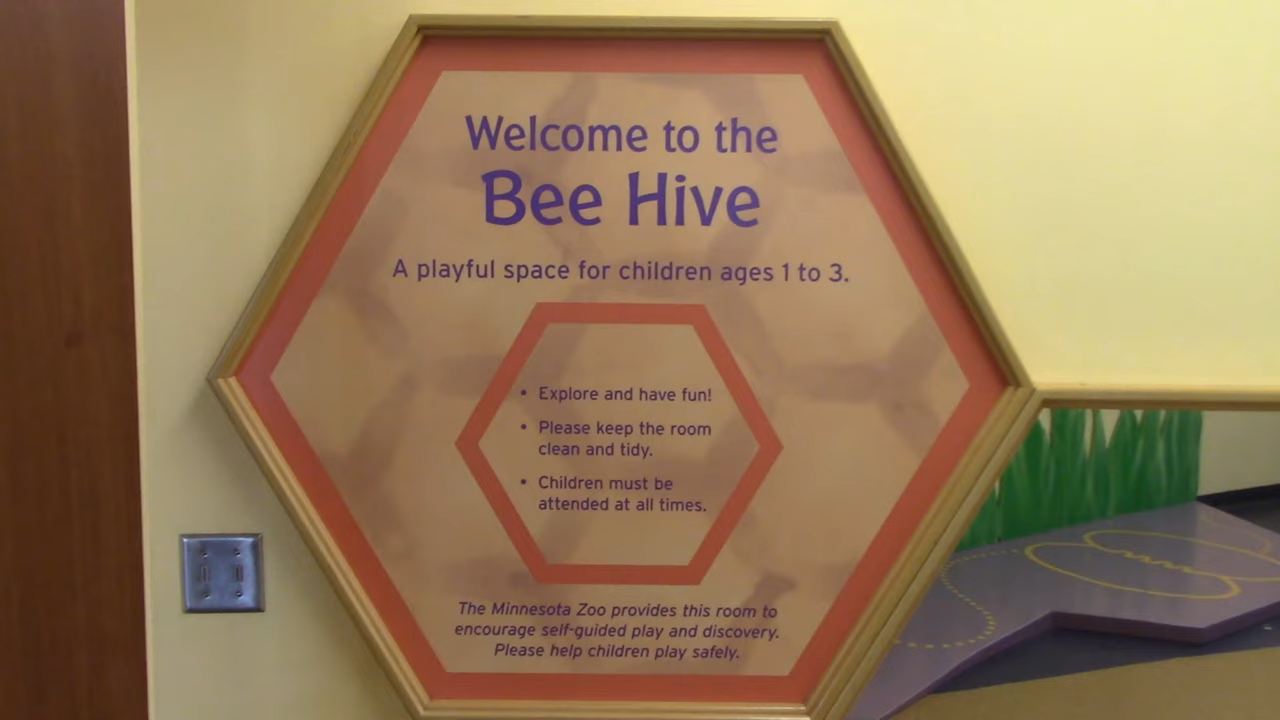 Welcome to the
Bee Hive
A playful space for children ages 1 to 3.
• Explore and have fun!
• Please keep the room
clean and tidy.
• Children must be
attended at all times.
The Minnesota Zoo provides this room to
encourage self-guided play and discovery.
Please help children play safely.